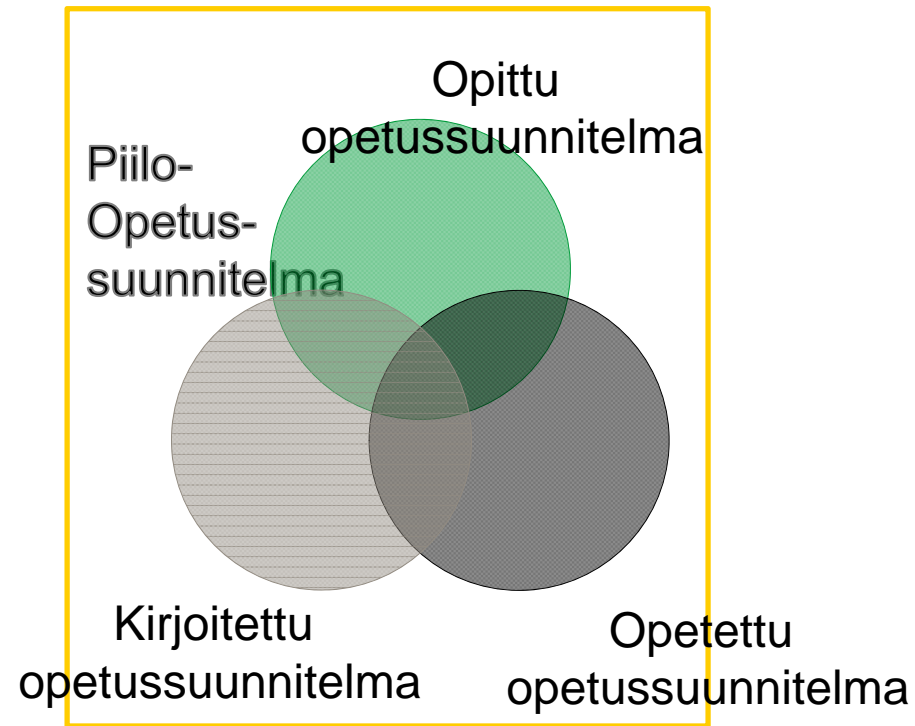 Opittu
opetussuunnitelma
Piilo-
Opetus-
suunnitelma
Kirjoitettu
opetussuunnitelma
Opetettu
opetussuunnitelma